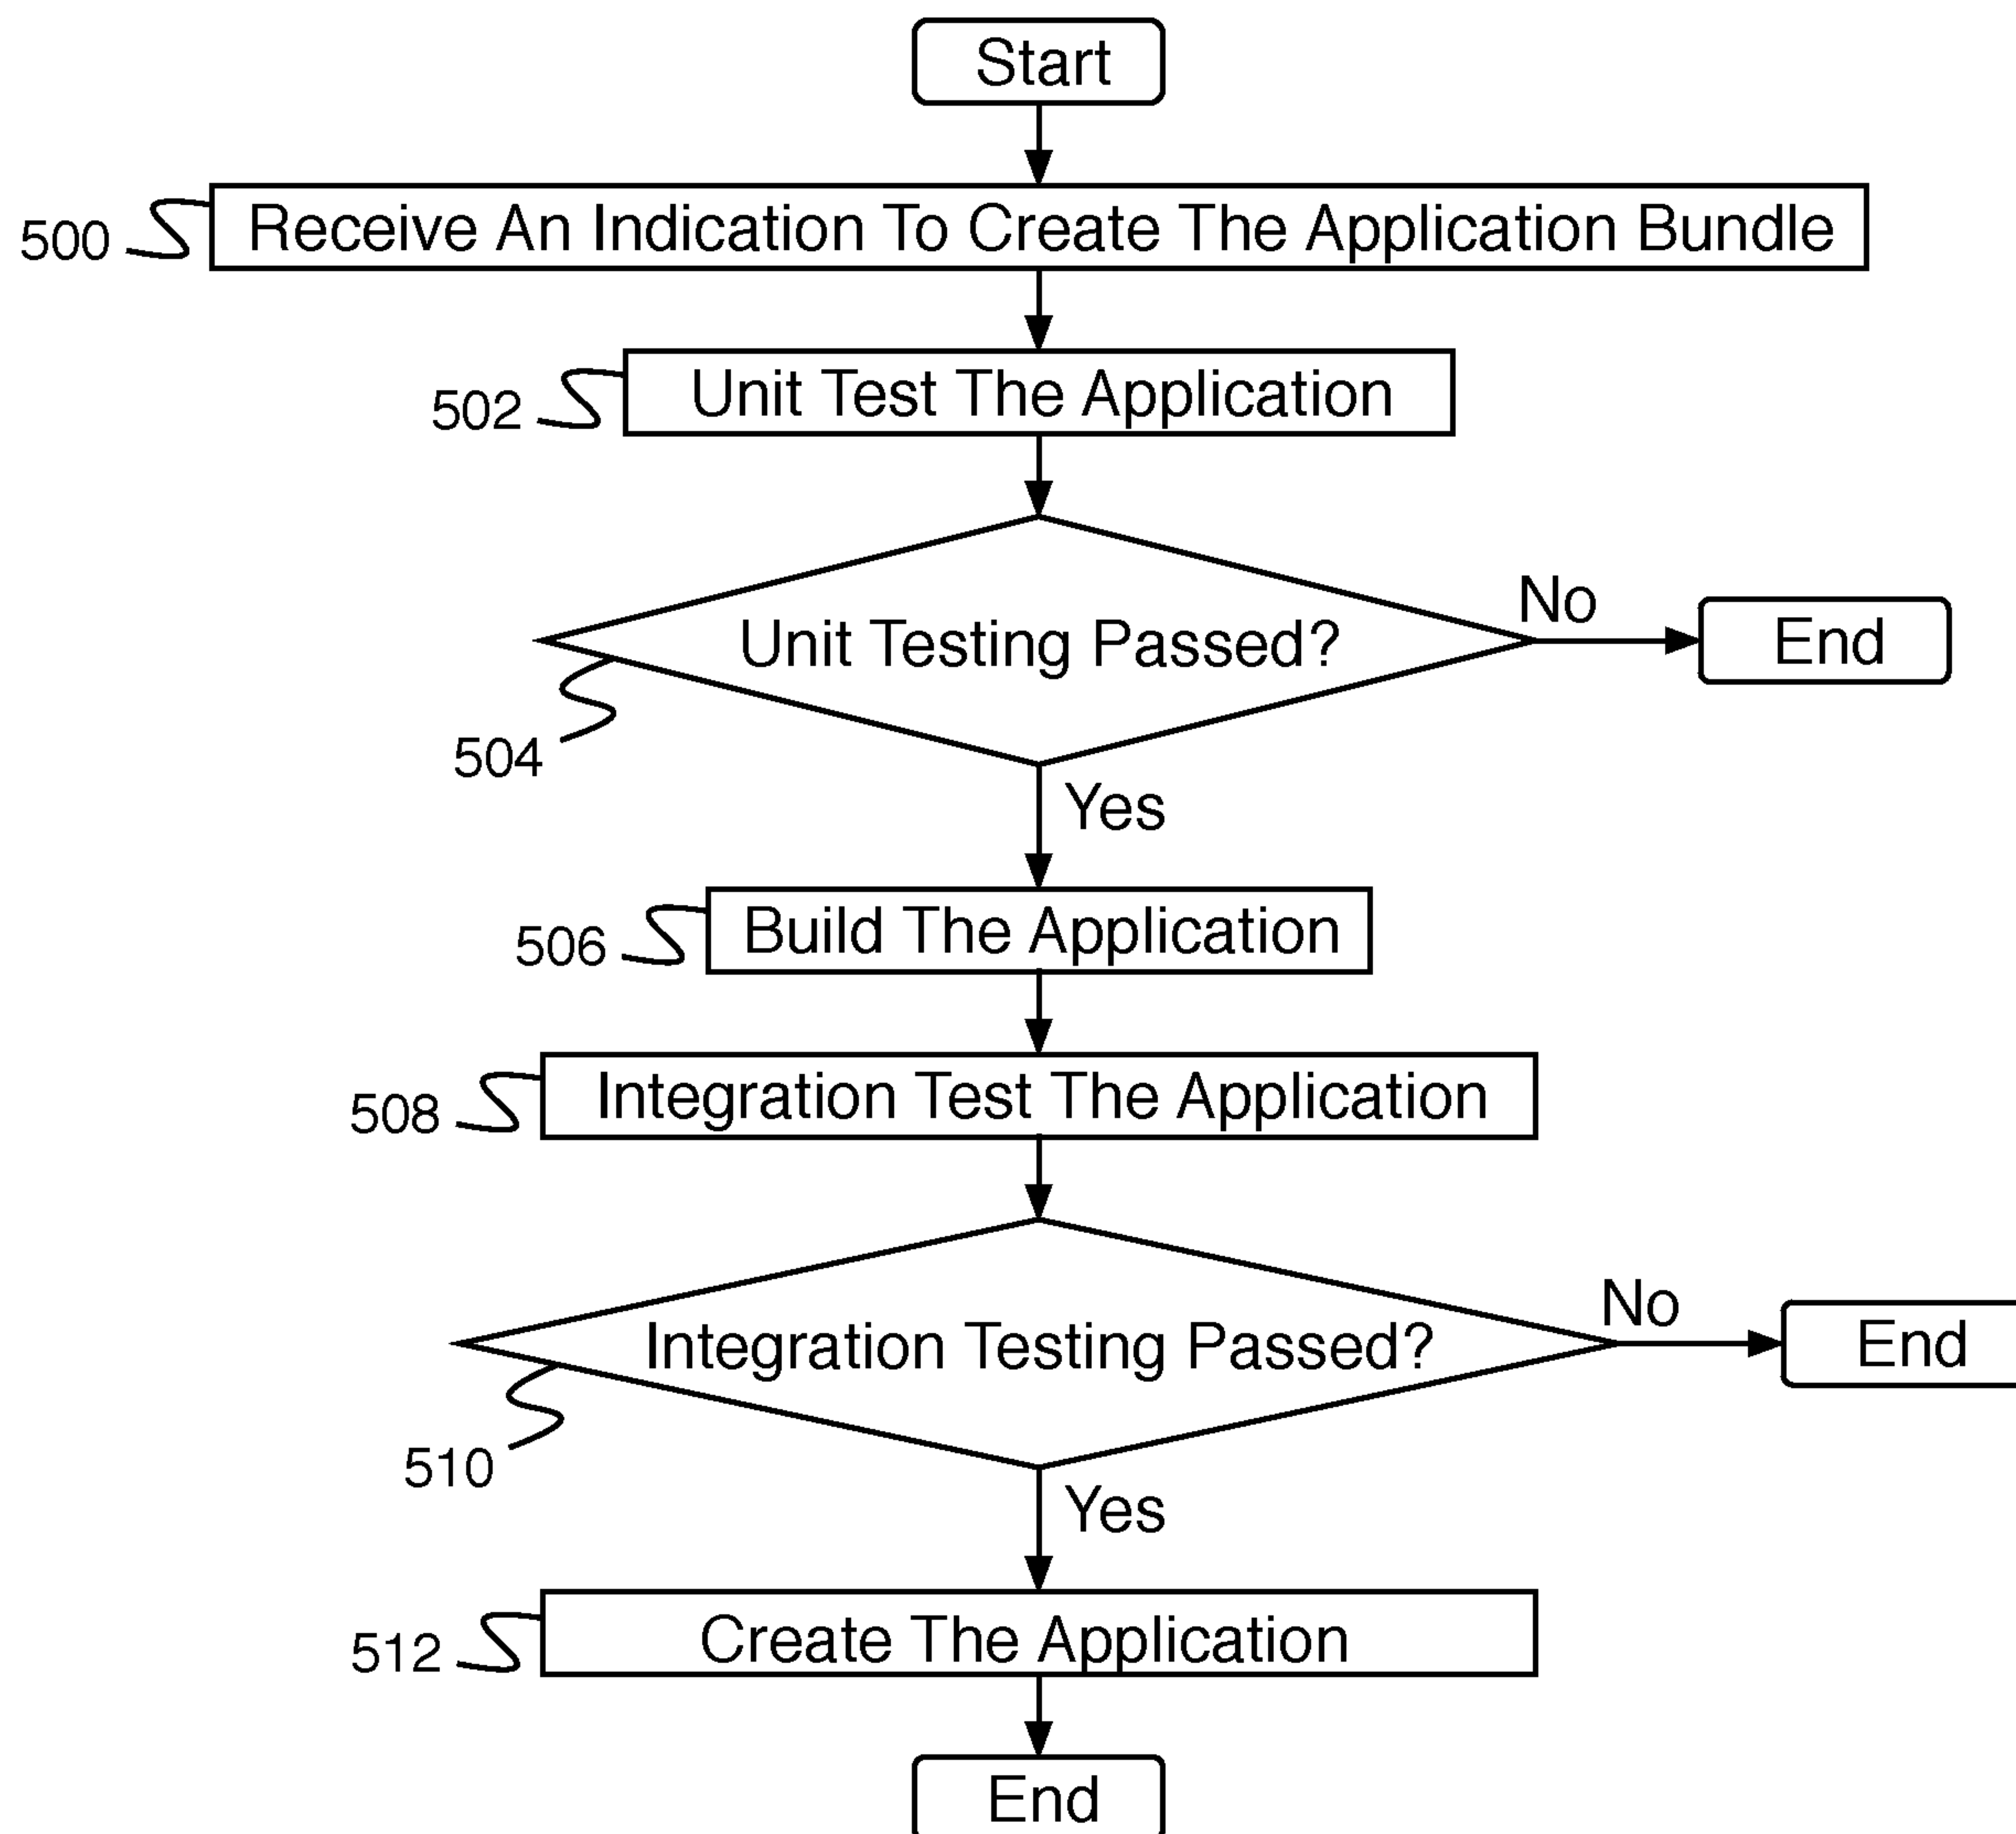 Start
500
Receive An Indication To Create The Application Bundle
502
Unit Test The Application
Unit Testing Passed?
No
End
504
Yes
506
Build The Application
508
Integration Test The Application
Integration Testing Passed?
No
End
510
Yes
512
Create The Application
End